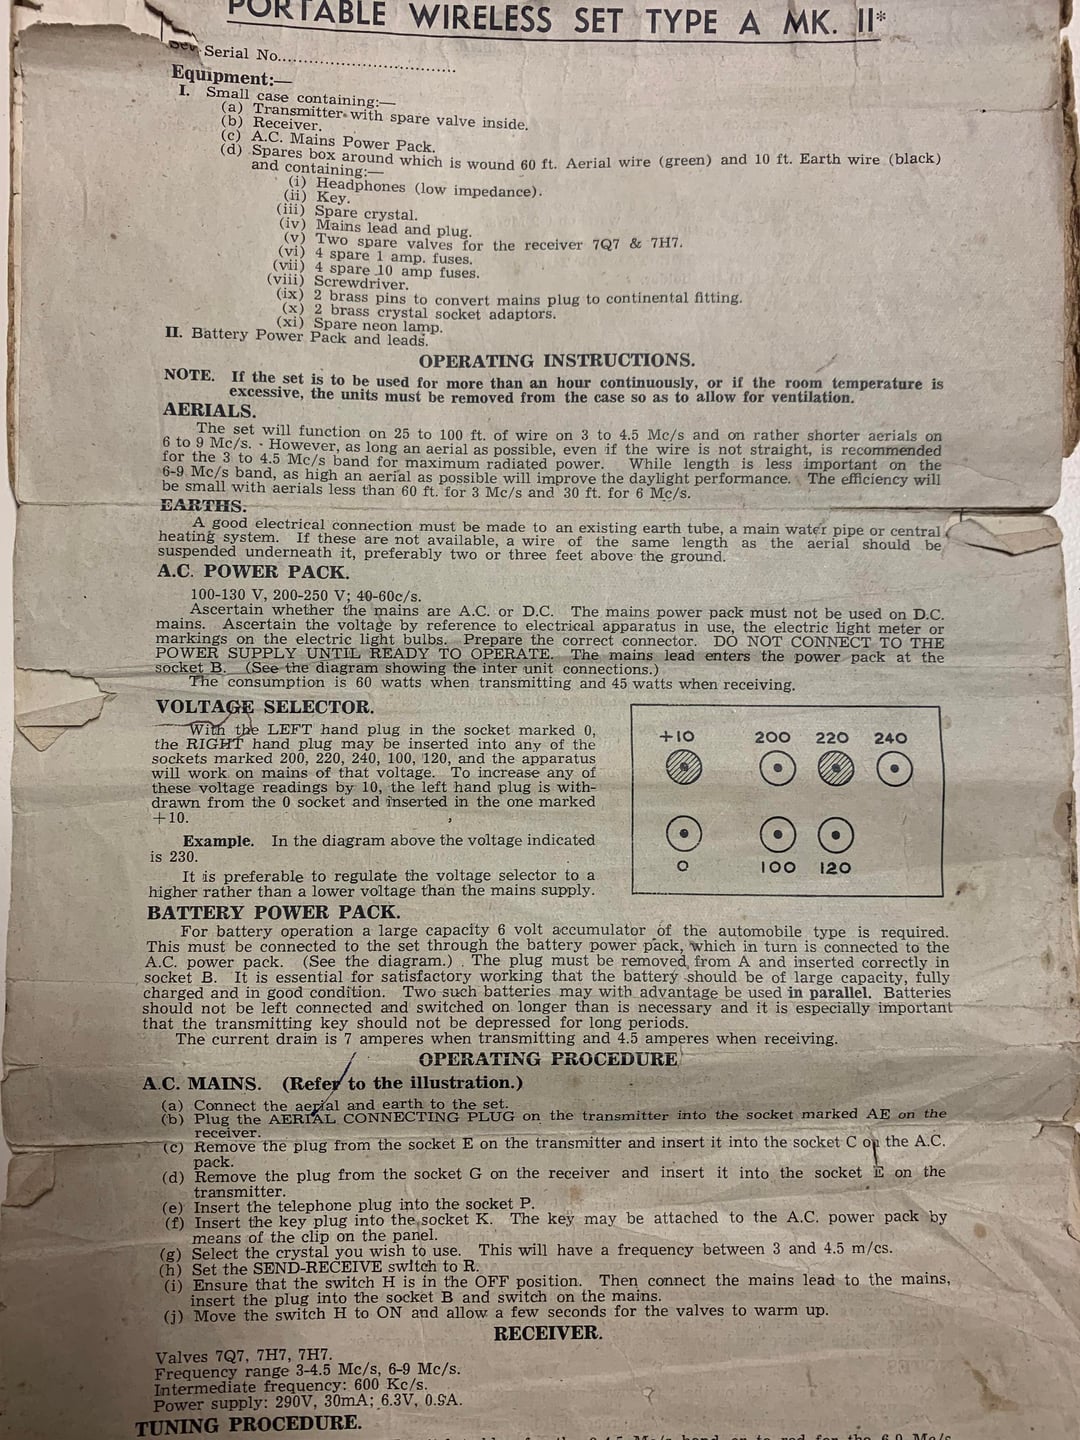 PORTABLE WIRELESS SET TYPE A MK. II*
Set Serial No...............................
Equipment:—
I. Small case containing:—
(a) Transmitter with spare valve inside.
(b) Receiver.
(c) A.C. Mains Power Pack.
(d) Spares box around which is wound 60 ft. Aerial wire (green) and 10 ft. Earth wire (black)
and containing:—
(i) Headphones (low impedance).
(ii) Key.
(iii) Spare crystal.
(iv) Mains lead and plug.
(v) Two spare valves for the receiver 7Q7 & 7H7.
(vi) 4 spare 1 amp. fuses.
(vii) 4 spare 10 amp fuses.
(viii) Screwdriver.
(ix) 2 brass pins to convert mains plug to continental fitting.
(x) 2 brass crystal socket adaptors.
(xi) Spare neon lamp.
II. Battery Power Pack and leads.
OPERATING INSTRUCTIONS.
NOTE. If the set is to be used for more than an hour continuously, or if the room temperature is
excessive, the units must be removed from the case so as to allow for ventilation.
AERIALS.
The set will function on 25 to 100 ft. of wire on 3 to 4.5 Mc/s and on rather shorter aerials on
6 to 9 Mc/s. However, as long an aerial as possible, even if the wire is not straight, is recommended
for the 3 to 4.5 Mc/s band for maximum radiated power. While length is less important on the
6-9 Mc/s band, as high an aerial as possible will improve the daylight performance. The efficiency will
be small with aerials less than 60 ft. for 3 Mc/s and 30 ft. for 6 Mc/s.
EARTHS.
A good electrical connection must be made to an existing earth tube, a main water pipe or central
heating system. If these are not available, a wire of the same length as the aerial should be
suspended underneath it, preferably two or three feet above the ground.
A.C. POWER PACK.
100-130 V, 200-250 V; 40-60c/s.
Ascertain whether the mains are A.C. or D.C. The mains power pack must not be used on D.C.
mains. Ascertain the voltage by reference to electrical apparatus in use, the electric light meter or
markings on the electric light bulbs. Prepare the correct connector. DO NOT CONNECT TO THE
POWER SUPPLY UNTIL READY TO OPERATE. The mains lead enters the power pack at the
socket B. (See the diagram showing the inter unit connections.)
The consumption is 60 watts when transmitting and 45 watts when receiving.
VOLTAGE SELECTOR.
With the LEFT hand plug in the socket marked 0,
the RIGHT hand plug may be inserted into any of the
sockets marked 200, 220, 240, 100, 120, and the apparatus
will work on mains of that voltage. To increase any of
these voltage readings by 10, the left hand plug is with-
drawn from the 0 socket and inserted in the one marked
+10.
Example. In the diagram above the voltage indicated
is 230.
It is preferable to regulate the voltage selector to a
higher rather than a lower voltage than the mains supply.
+10 200 220 240
0 100 120
BATTERY POWER PACK.
For battery operation a large capacity 6 volt accumulator of the automobile type is required.
This must be connected to the set through the battery power pack, which in turn is connected to the
A.C. power pack. (See the diagram.) The plug must be removed from A and inserted correctly in
socket B. It is essential for satisfactory working that the battery should be of large capacity, fully
charged and in good condition. Two such batteries may with advantage be used in parallel. Batteries
should not be left connected and switched on longer than is necessary and it is especially important
that the transmitting key should not be depressed for long periods.
The current drain is 7 amperes when transmitting and 4.5 amperes when receiving.
OPERATING PROCEDURE
A.C. MAINS. (Refer to the illustration.)
(a) Connect the aerial and earth to the set.
(b) Plug the AERIAL CONNECTING PLUG on the transmitter into the socket marked AE on the
receiver.
(c) Remove the plug from the socket E on the transmitter and insert it into the socket C on the A.C.
pack.
(d) Remove the plug from the socket G on the receiver and insert it into the socket E on the
transmitter.
(e) Insert the telephone plug into the socket P.
(f) Insert the key plug into the socket K. The key may be attached to the A.C. power pack by
means of the clip on the panel.
(g) Select the crystal you wish to use. This will have a frequency between 3 and 4.5 m/cs.
(h) Set the SEND-RECEIVE switch to R.
(i) Ensure that the switch H is in the OFF position. Then connect the mains lead to the mains,
insert the plug into the socket B and switch on the mains.
(j) Move the switch H to ON and allow a few seconds for the valves to warm up.
RECEIVER.
Valves 7Q7, 7H7, 7H7.
Frequency range 3-4.5 Mc/s, 6-9 Mc/s.
Intermediate frequency: 600 Kc/s.
Power supply: 290V, 30mA; 6.3V, 0.9A.
TUNING PROCEDURE.